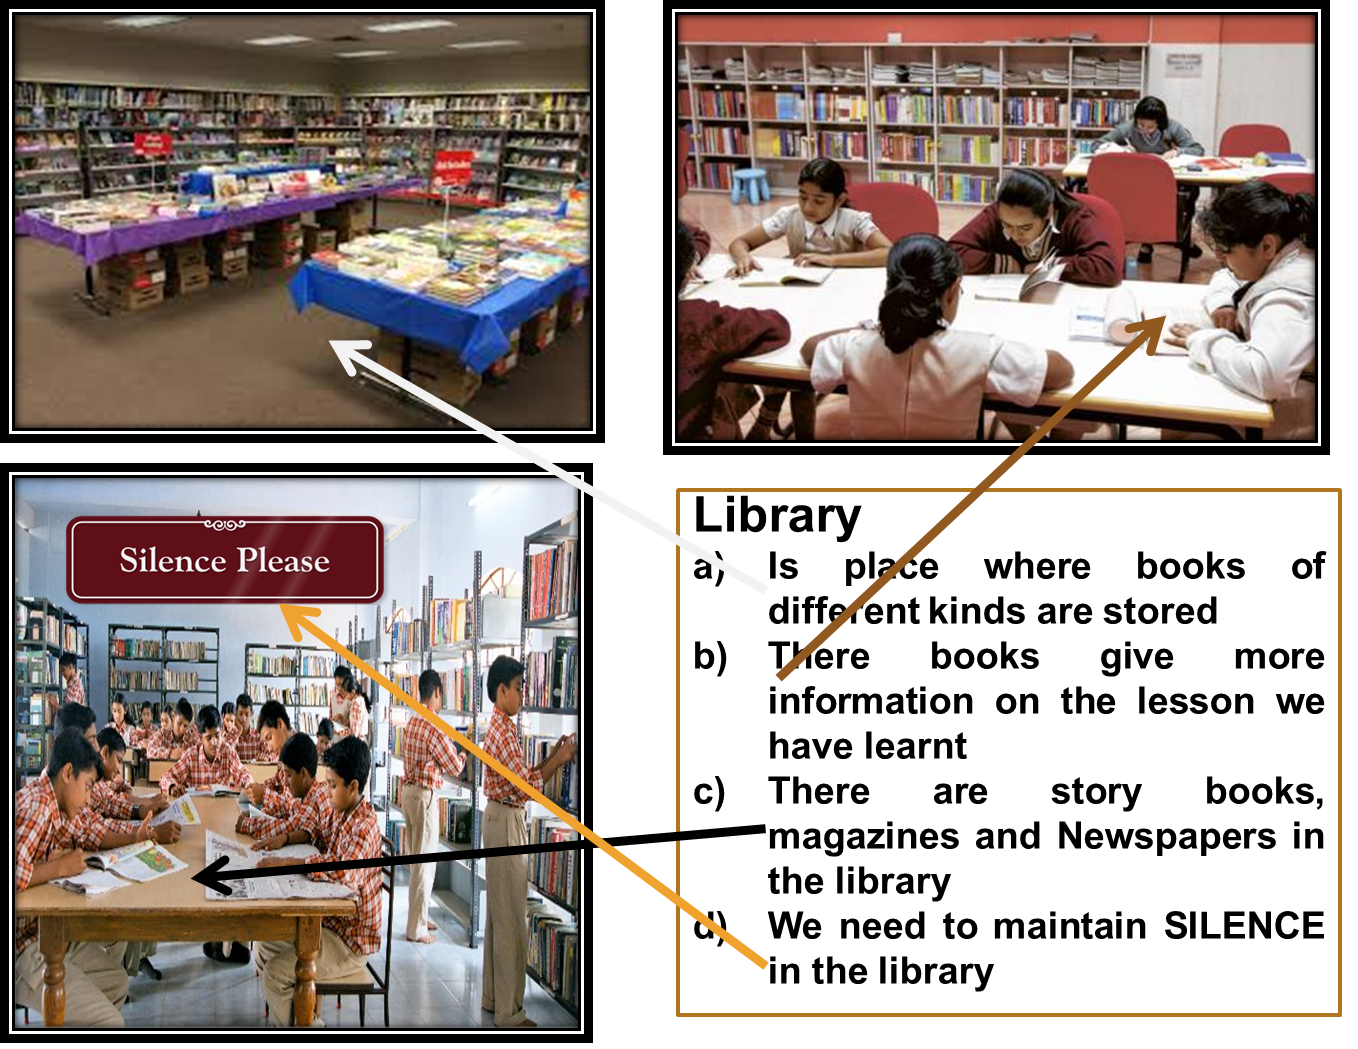 Silence Please
Library
a) Is place where books of
different kinds are stored
b) There books give more
information on the lesson we
have learnt
c) There are story books,
magazines and Newspapers in
the library
d) We need to maintain SILENCE
in the library